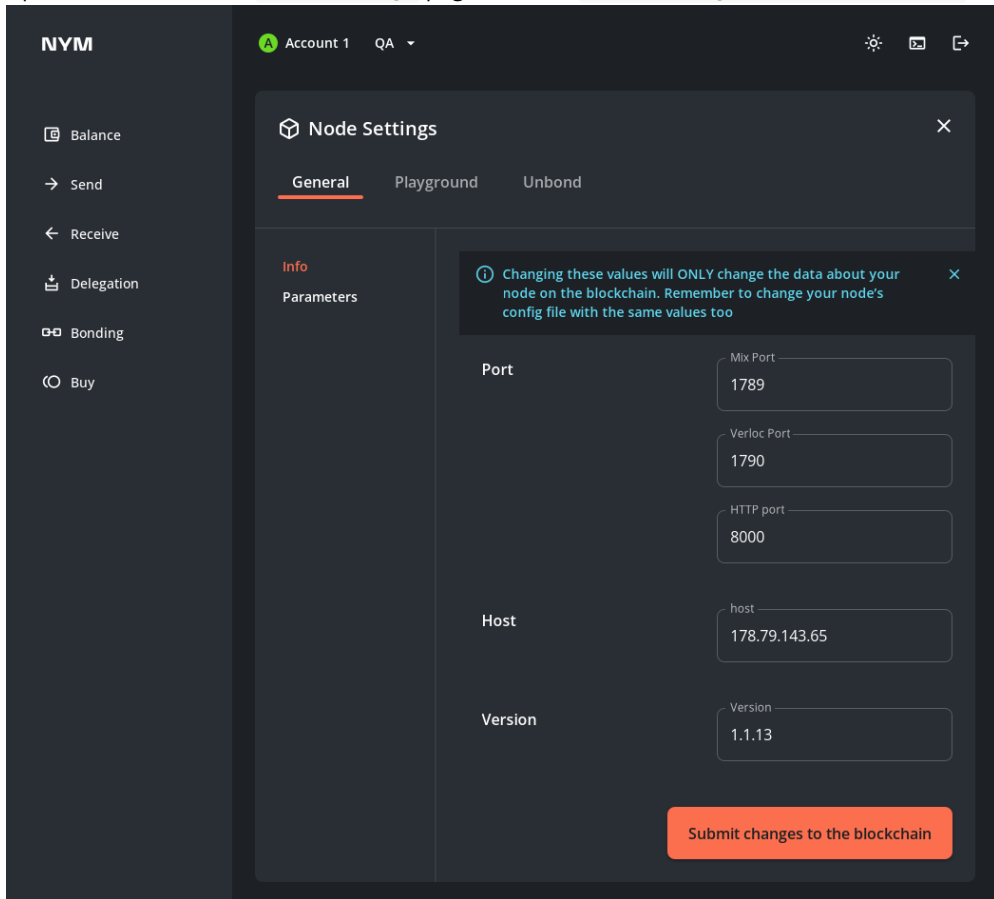 NYM
A Account 1 QA
Balance
Send
Receive
Delegation
Bonding
Buy
Node Settings
General Playground Unbond
Info
Parameters
Changing these values will ONLY change the data about your
node on the blockchain. Remember to change your node's
config file with the same values too
Port
Mix Port
1789
Verloc Port
1790
HTTP port
8000
Host
host
178.79.143.65
Version
Version
1.1.13
Submit changes to the blockchain